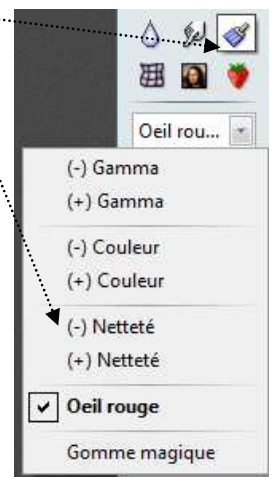 Oeil rou...
(-) Gamma
(+) Gamma
(-) Couleur
(+) Couleur
(-) Netteté
(+) Netteté
Oeil rouge
Gomme magique